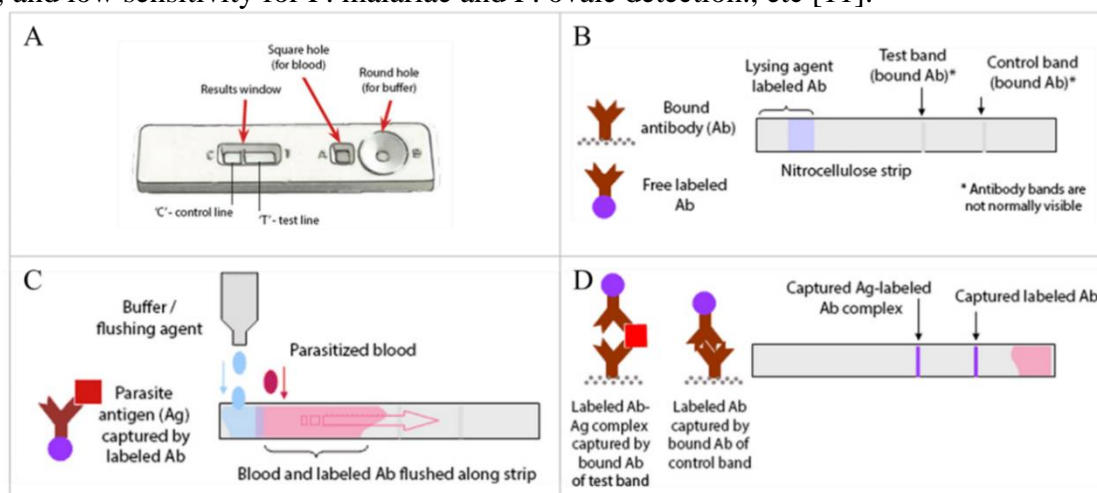 , and low sensitivity for P. malariae and P. ovale detection., etc [11].
A
Square hole
(for blood)
Round hole
(for buffer)
Results window
C
T
A
B
'C'- control line
'T'- test line
B
Lysing agent
labeled Ab
Test band
(bound Ab)*
Control band
(bound Ab)*
Bound
antibody (Ab)
Nitrocellulose strip
Free labeled
Ab
* Antibody bands are
not normally visible
C
Buffer /
flushing agent
Parasitized blood
Parasite
antigen (Ag)
captured by
labeled Ab
Blood and labeled Ab flushed along strip
D
Captured Ag-labeled
Ab complex
Captured labeled Ab
Labeled Ab-
Ag complex
captured by
bound Ab
of test band
Labeled Ab
captured by
bound Ab of
control band